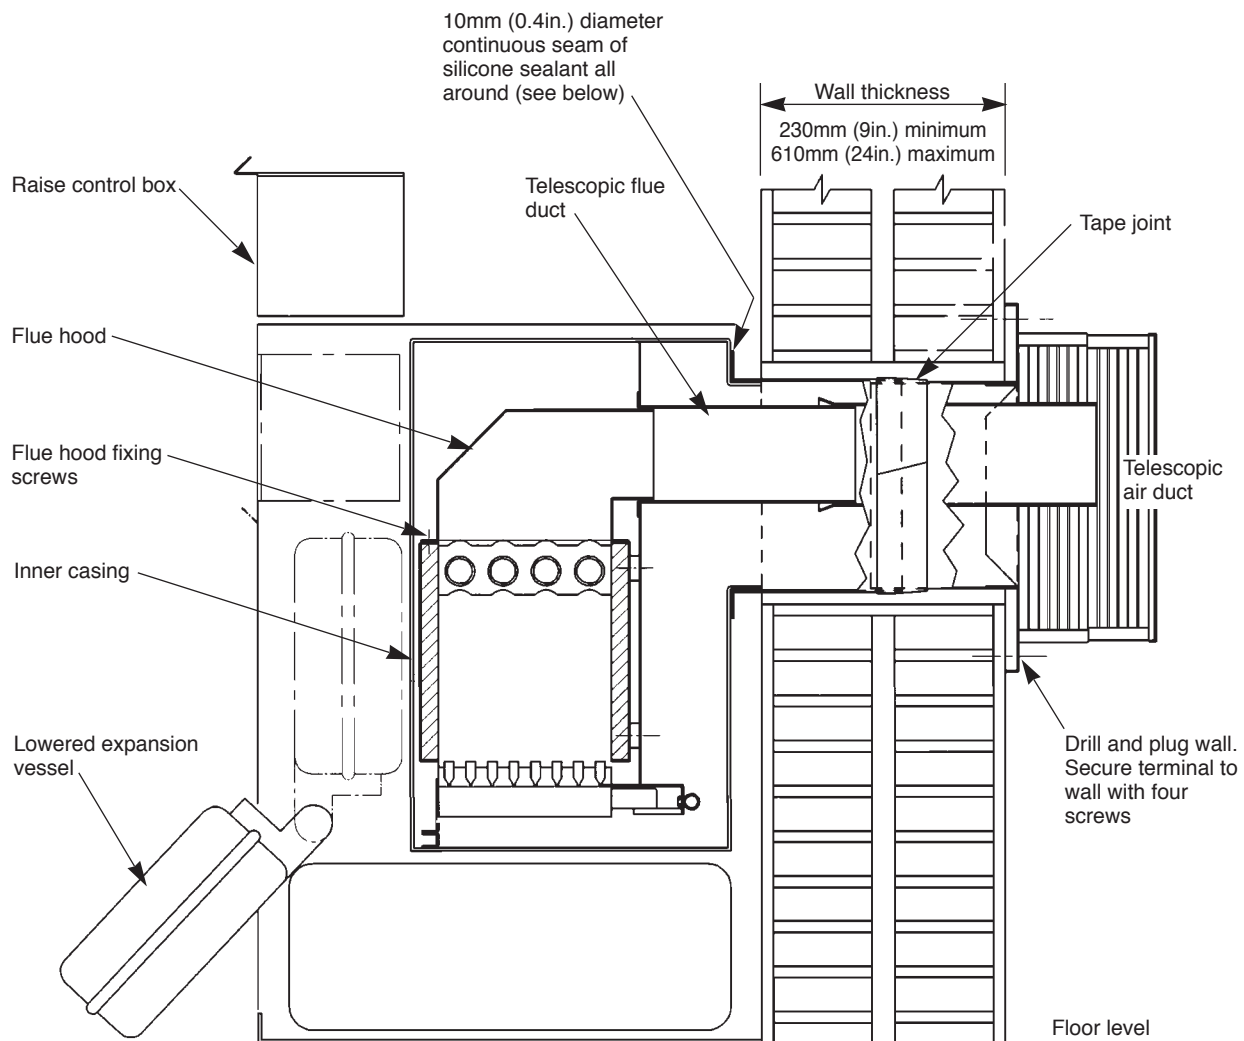 10mm (0.4in.) diameter
continuous seam of
silicone sealant all
around (see below)
Wall thickness
230mm (9in.) minimum
610mm (24in.) maximum
Raise control box
Telescopic flue
duct
Tape joint
Flue hood
Flue hood fixing
screws
Telescopic
air duct
Inner casing
Lowered expansion
vessel
Drill and plug wall.
Secure terminal to
wall with four
screws
Floor level